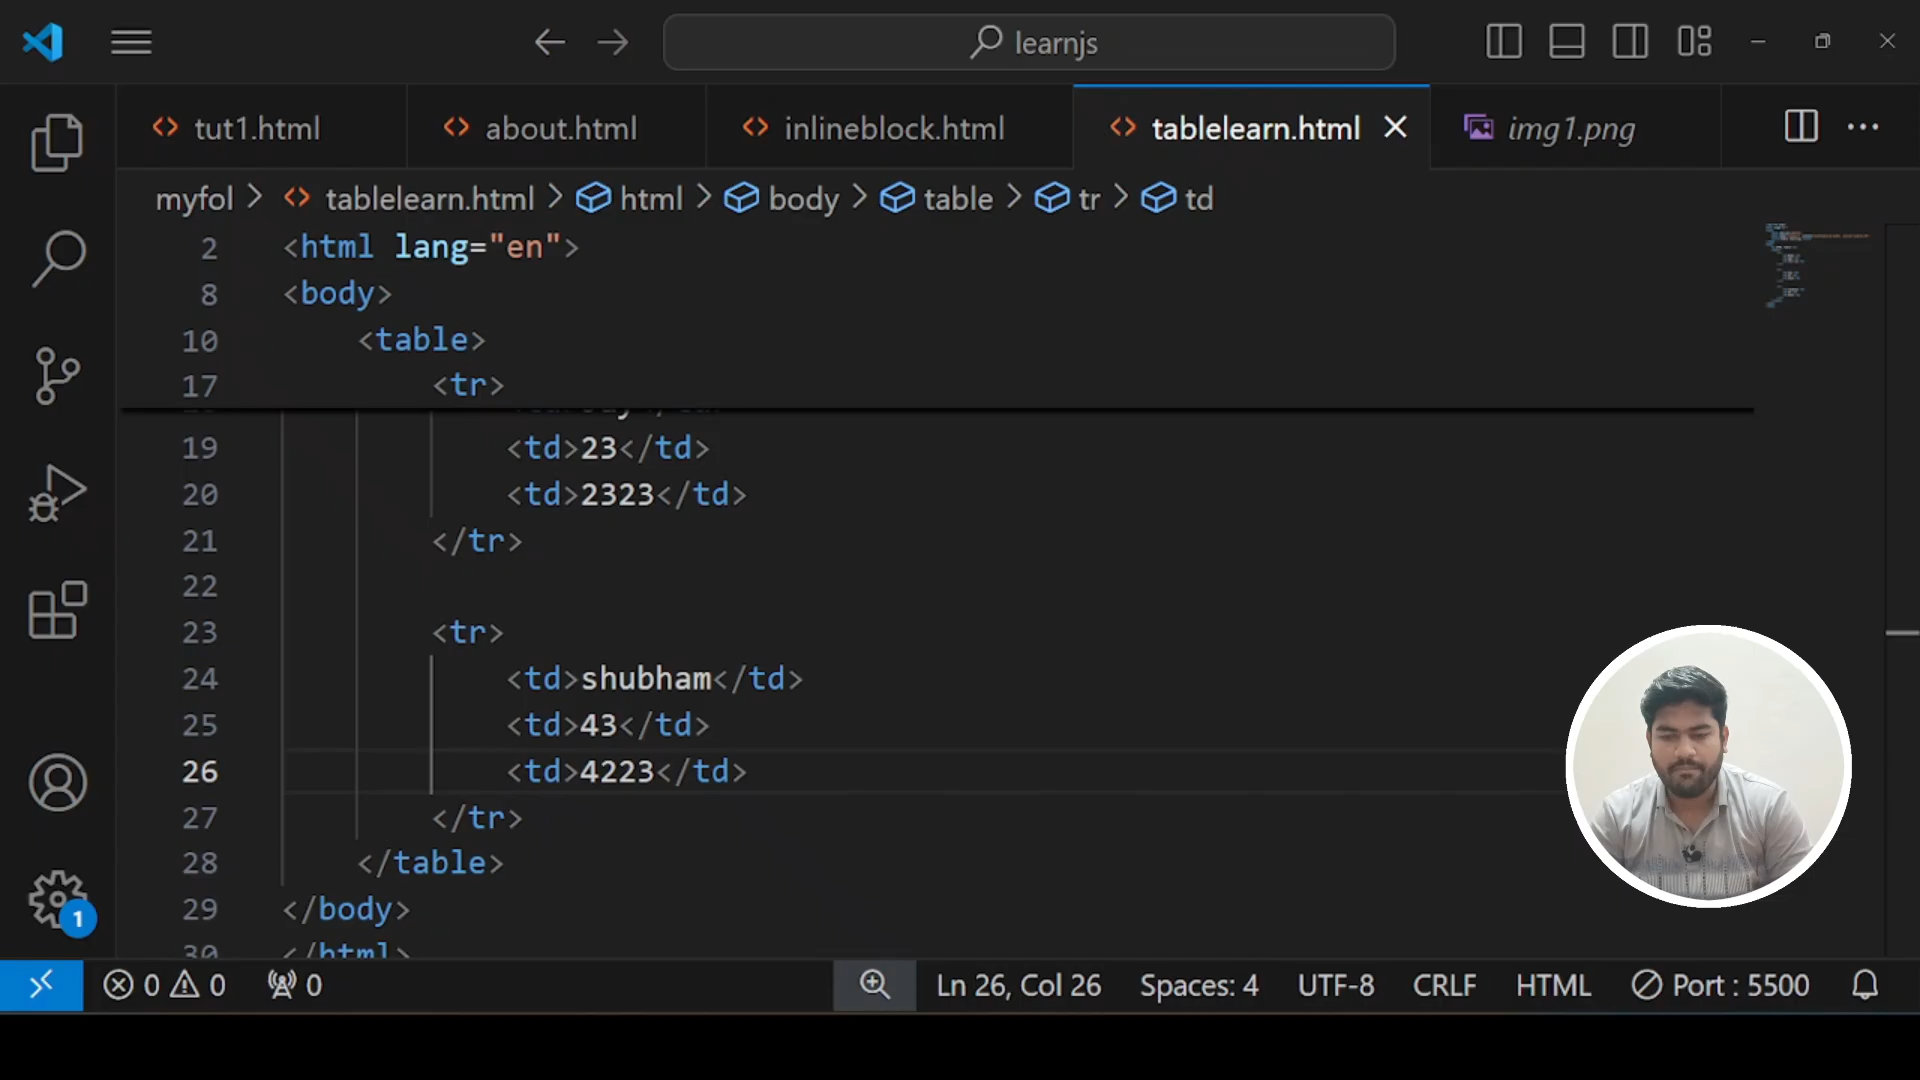 learnjs
tut1.html
about.html
inlineblock.html
tablelearn.html
img1.png
myfol > tablelearn.html > html > body > table > tr > td
2 <html lang="en">
8 <body>
10 <table>
17 <tr>
19 <td>23</td>
20 <td>2323</td>
21 </tr>
22
23 <tr>
24 <td>shubham</td>
25 <td>43</td>
26 <td>4223</td>
27 </tr>
28 </table>
29 </body>
30 </html>
1
0 0 0 Ln 26, Col 26 Spaces: 4 UTF-8 CRLF HTML Port : 5500